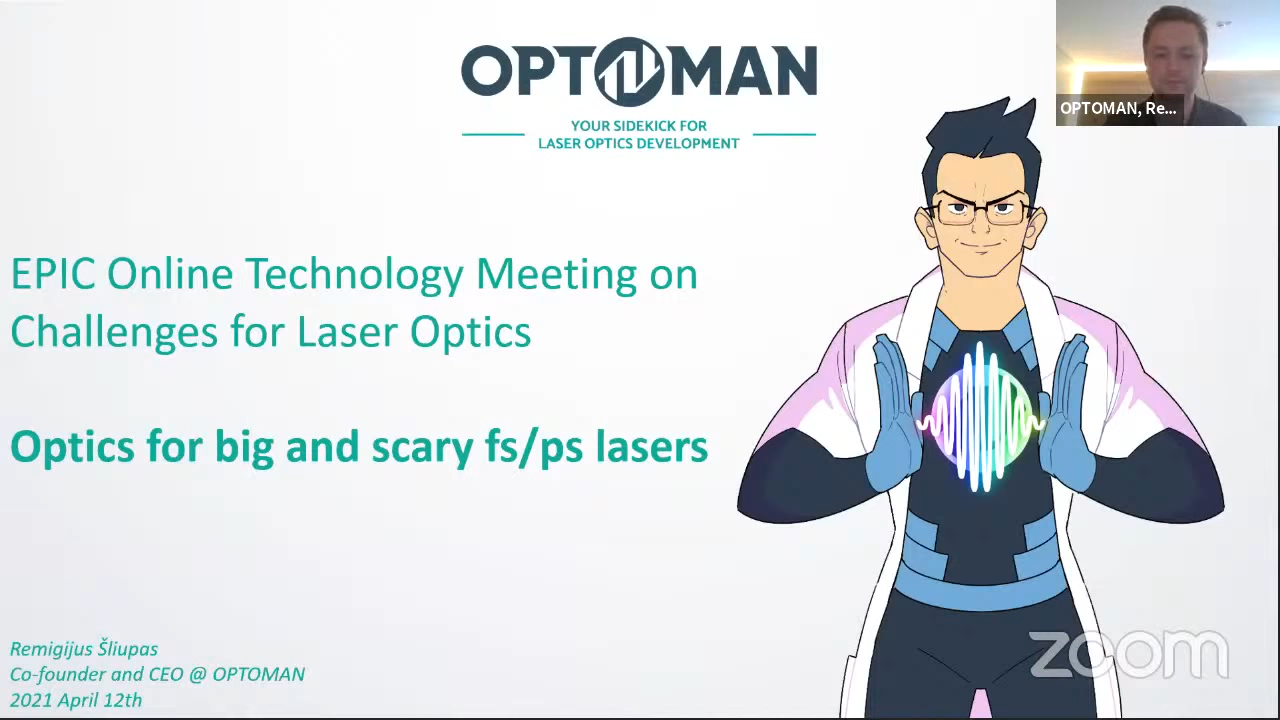 OPTOMAN
YOUR SIDEKICK FOR
LASER OPTICS DEVELOPMENT
OPTOMAN, Re...
EPIC Online Technology Meeting on
Challenges for Laser Optics
Optics for big and scary fs/ps lasers
Remigijus Šliupas
Co-founder and CEO @ OPTOMAN
2021 April 12th
zoom